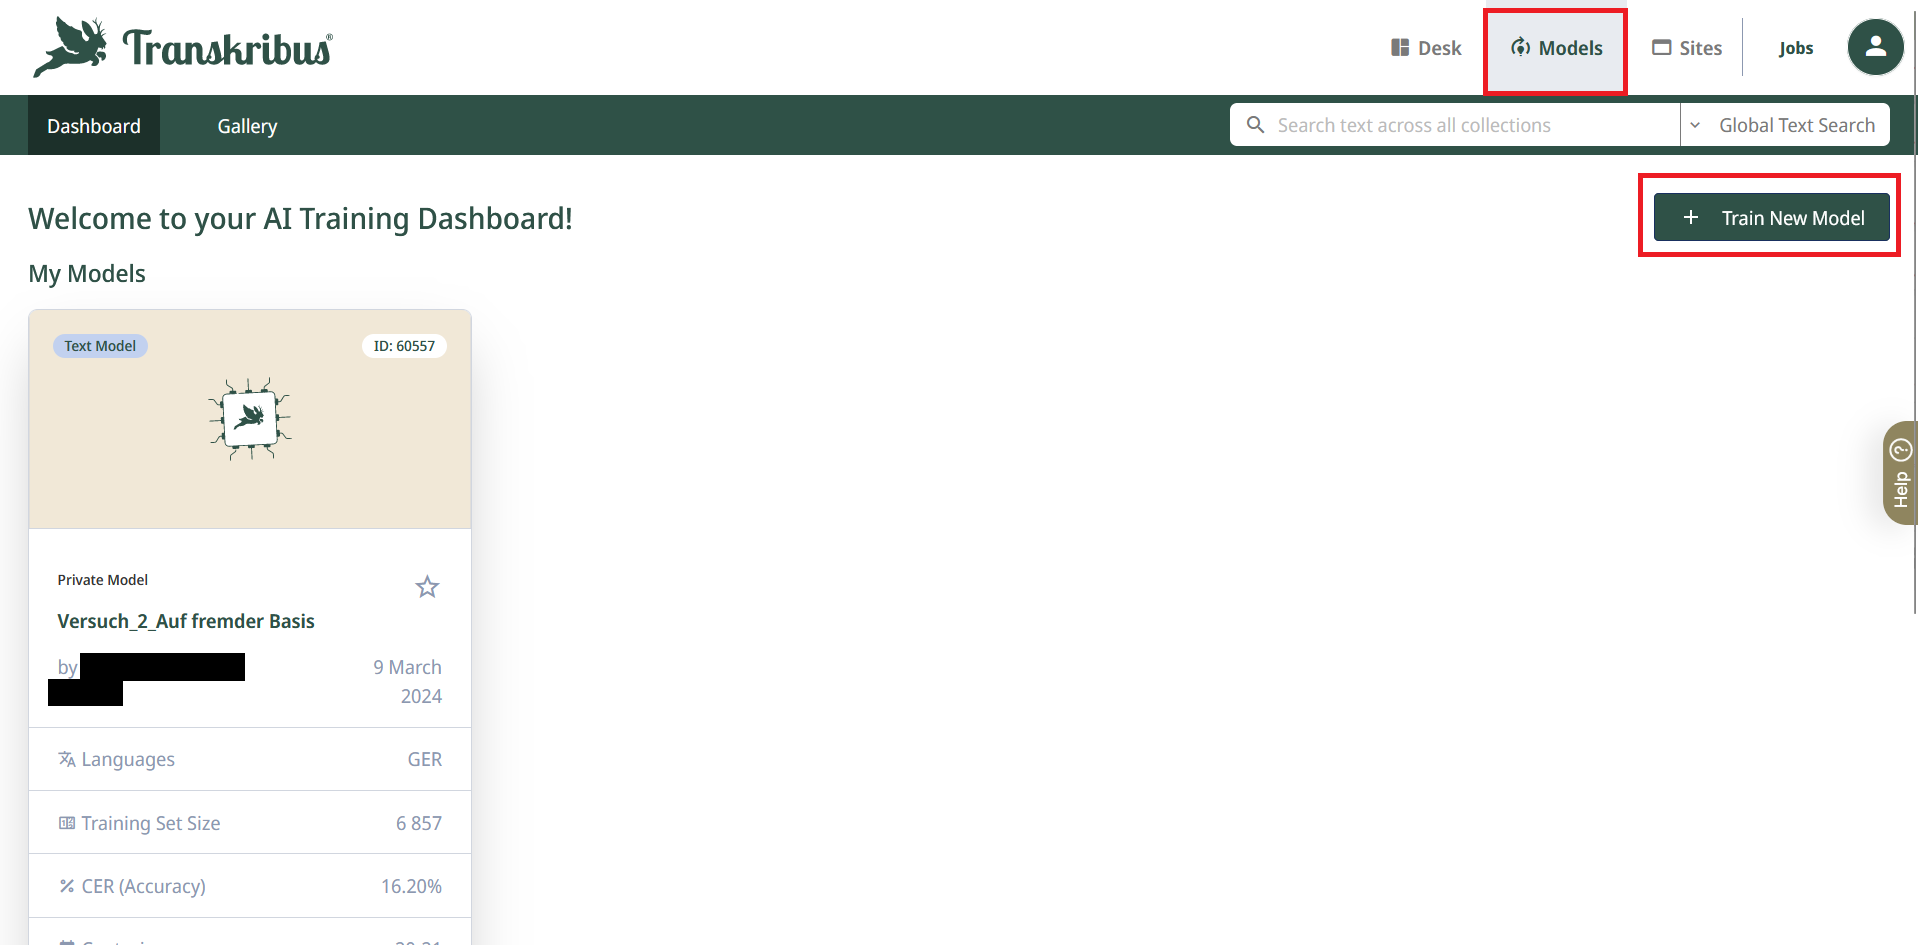 Transkribus®
Desk
Models
Sites
Jobs
Dashboard
Gallery
Search text across all collections
Global Text Search
Welcome to your AI Training Dashboard!
+ Train New Model
My Models
Text Model
ID: 60557
Help
Private Model
Versuch_2_Auf fremder Basis
by
9 March
2024
Languages GER
Training Set Size 6 857
CER (Accuracy) 16.20%